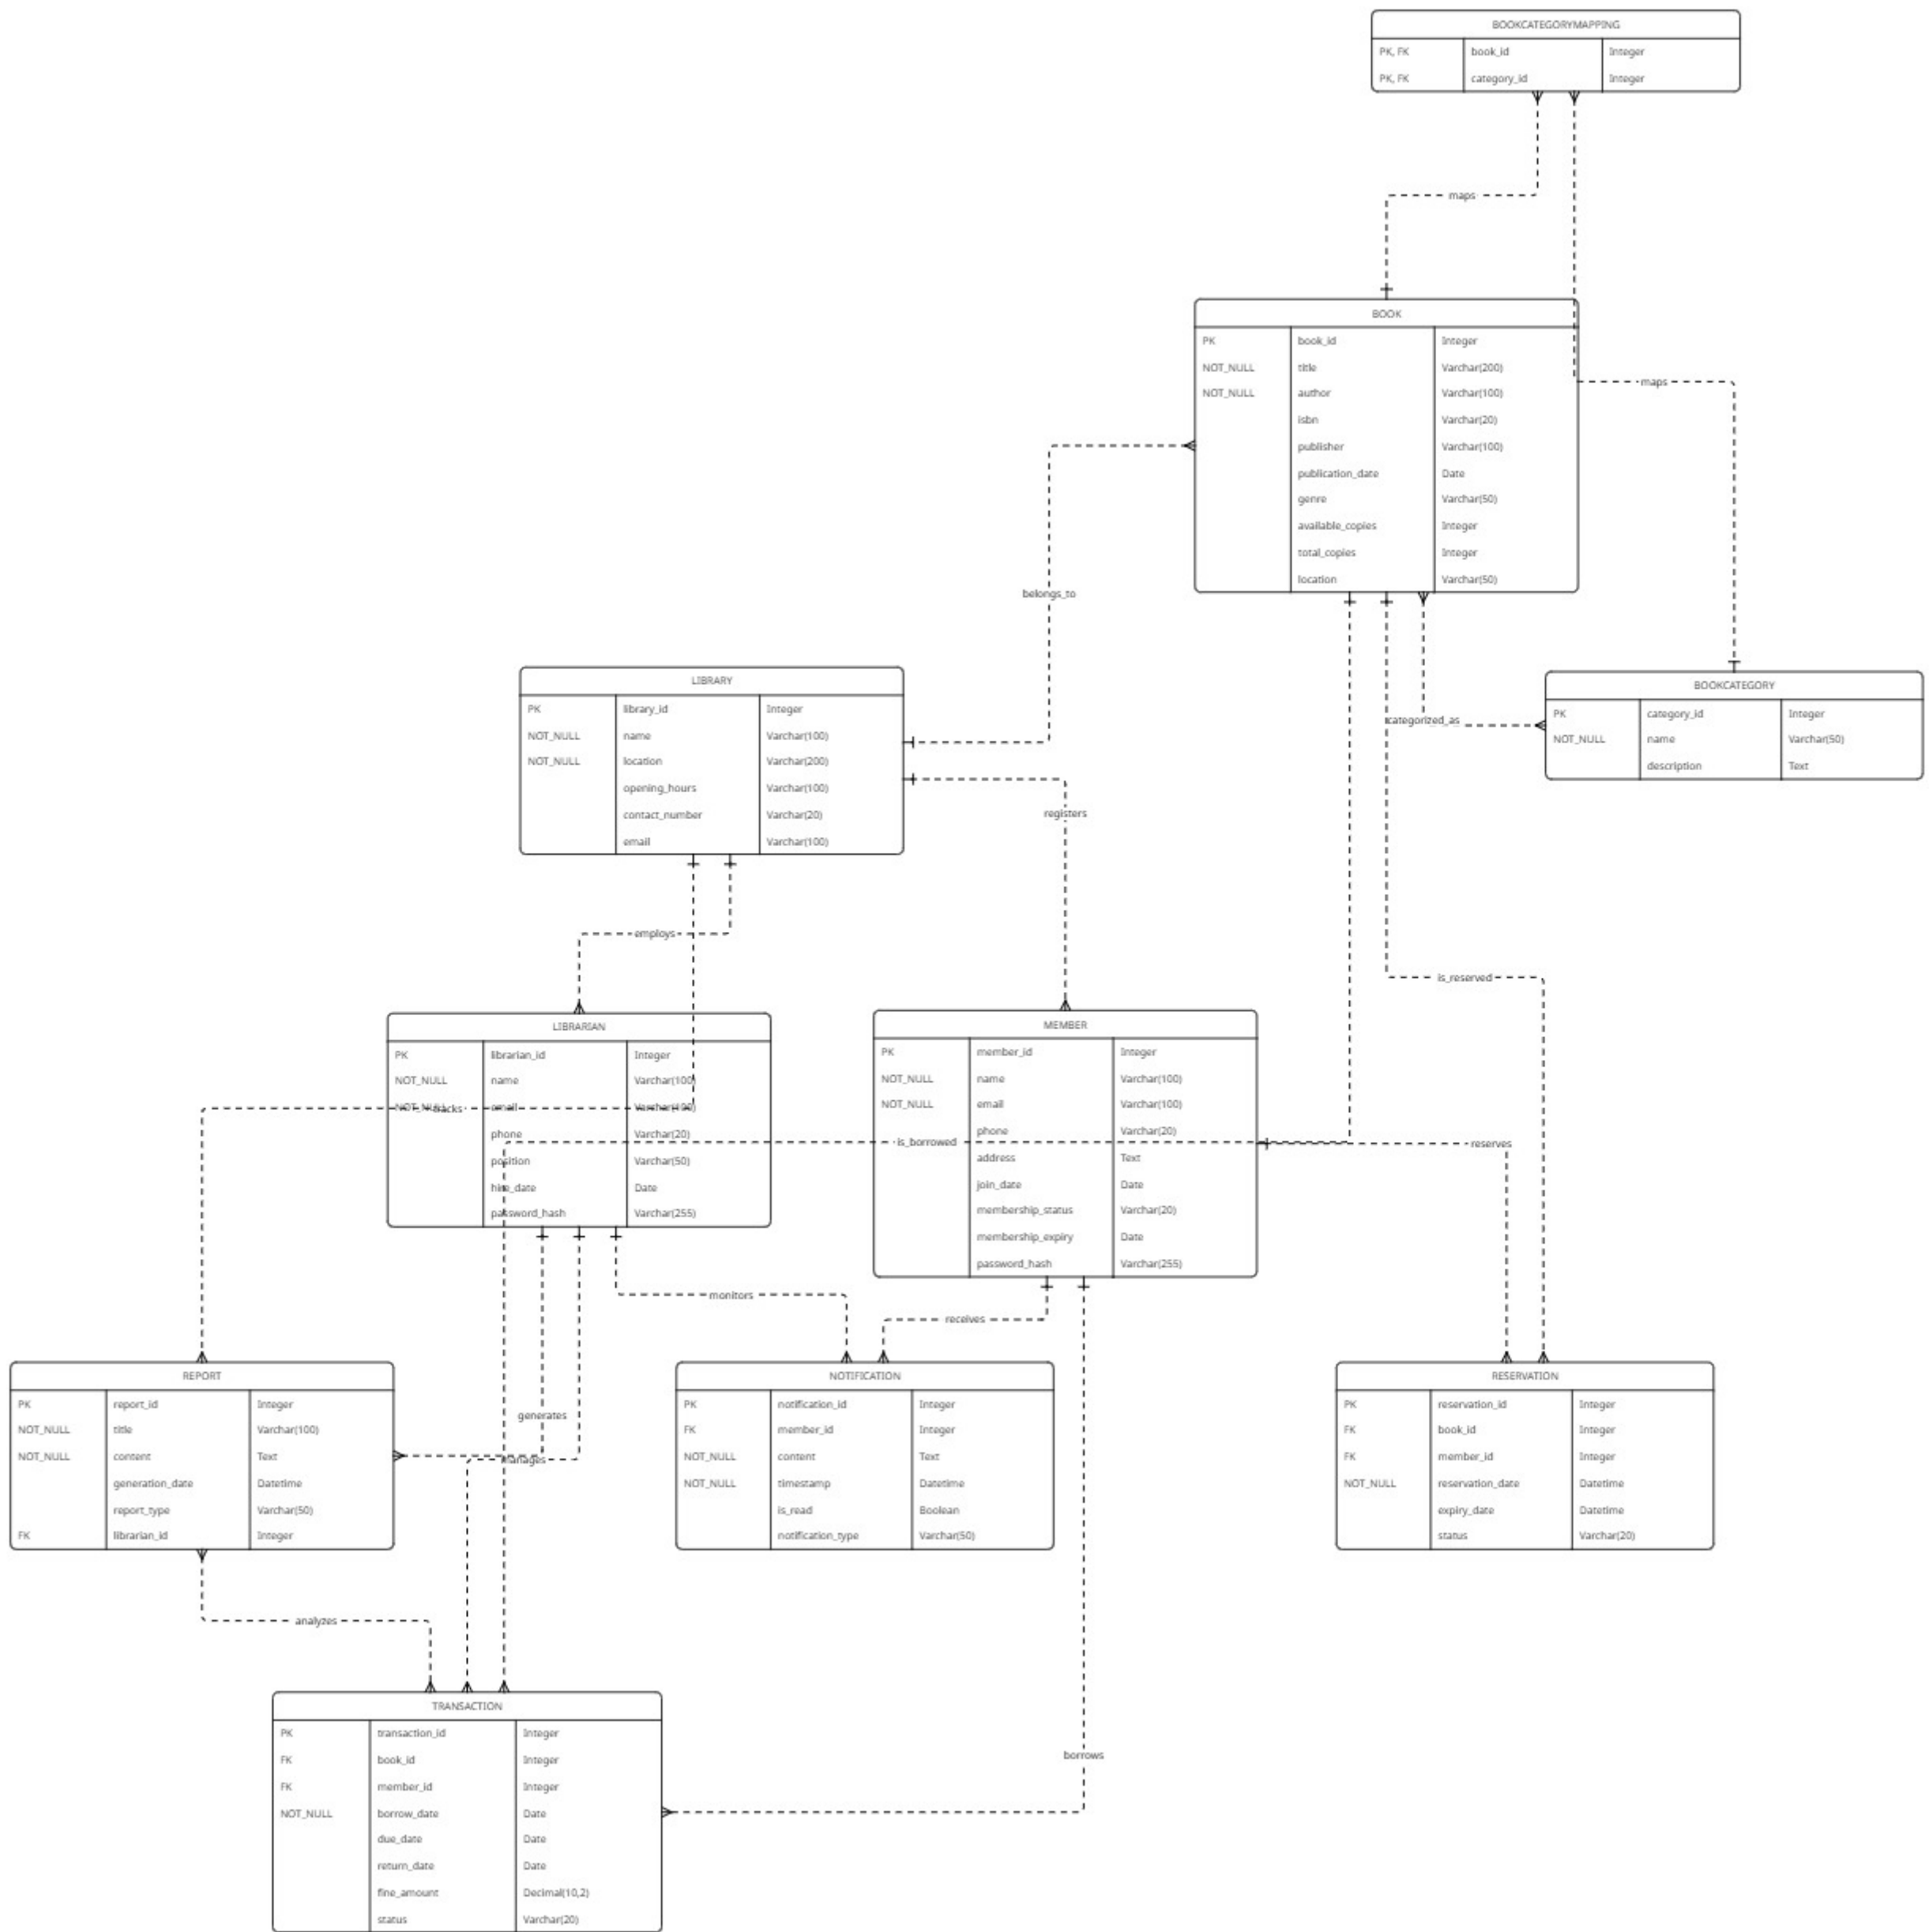 BOOKCATEGORYMAPPING
PK, FK book_id Integer
PK, FK category_id Integer
maps
BOOK
PK book_id Integer
NOT_NULL title Varchar(200)
NOT_NULL author Varchar(100)
isbn Varchar(20)
publisher Varchar(100)
publication_date Date
genre Varchar(50)
available_copies Integer
total_copies Integer
location Varchar(50)
maps
belongs_to
LIBRARY
PK library_id Integer
NOT_NULL name Varchar(100)
NOT_NULL location Varchar(200)
opening_hours Varchar(100)
contact_number Varchar(20)
email Varchar(100)
BOOKCATEGORY
PK category_id Integer
NOT_NULL name Varchar(50)
description Text
categorized_as
registers
employs
is_reserved
LIBRARIAN
PK librarian_id Integer
NOT_NULL name Varchar(100)
NOT_NULL email Varchar(100)
phone Varchar(20)
position Varchar(50)
hire_date Date
password_hash Varchar(255)
tracks
MEMBER
PK member_id Integer
NOT_NULL name Varchar(100)
NOT_NULL email Varchar(100)
phone Varchar(20)
address Text
join_date Date
membership_status Varchar(20)
membership_expiry Date
password_hash Varchar(255)
is_borrowed
reserves
monitors
receives
REPORT
PK report_id Integer
NOT_NULL title Varchar(100)
NOT_NULL content Text
generation_date Datetime
report_type Varchar(50)
FK librarian_id Integer
generates
manages
NOTIFICATION
PK notification_id Integer
FK member_id Integer
NOT_NULL content Text
NOT_NULL timestamp Datetime
is_read Boolean
notification_type Varchar(50)
RESERVATION
PK reservation_id Integer
FK book_id Integer
FK member_id Integer
NOT_NULL reservation_date Datetime
expiry_date Datetime
status Varchar(20)
analyzes
TRANSACTION
PK transaction_id Integer
FK book_id Integer
FK member_id Integer
NOT_NULL borrow_date Date
due_date Date
return_date Date
fine_amount Decimal(10,2)
status Varchar(20)
borrows